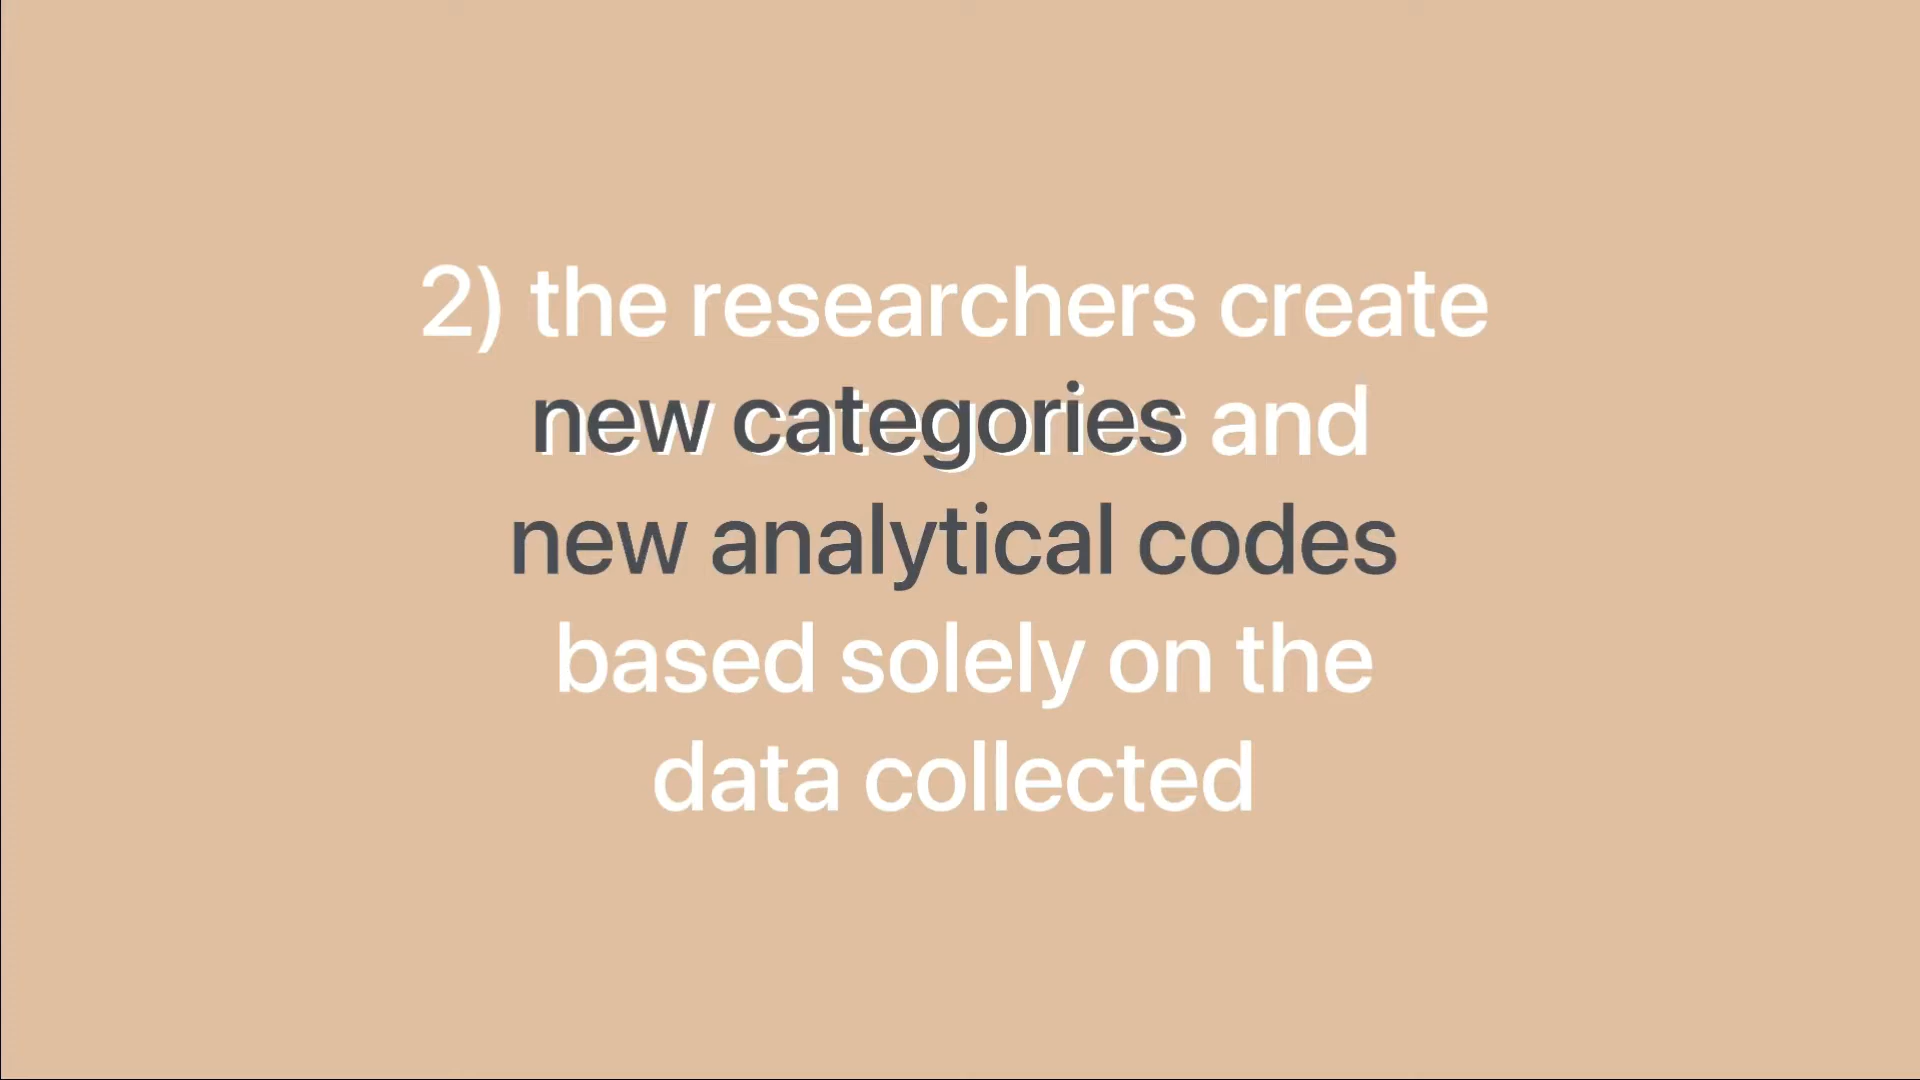 2) the researchers create
new categories and
new analytical codes
based solely on the
data collected